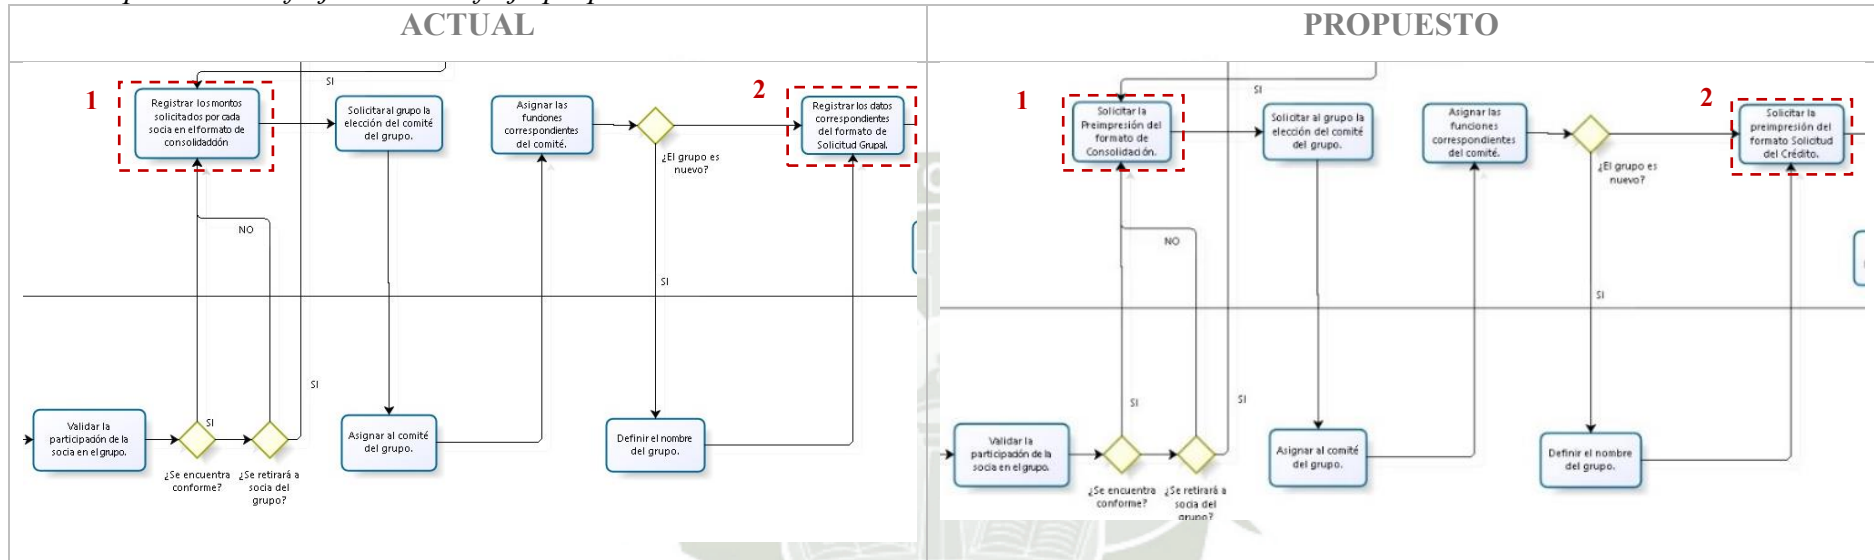 ACTUAL
1
Registrar los montos
solicitados por cada
socia en el formato de
consolidaddón
SI
Solicitar al grupo la
elección del comité
del grupo.
Asignar las
funciones
correspondientes
del comité.
¿El grupo es
nuevo?
2
Registrar los datos
correspondientes
del formato de
Solicitud Grupal.
NO
SI
SI
Validar la
participación de la
socia en el grupo.
SI
¿Se encuentra
conforme?
¿Se retirará a
socia del
grupo?
Asignar al comité
del grupo.
Definir el nombre
del grupo.
PROPUESTO
1
Solicitar la
Preimpresión del
formato de
Consolidación.
SI
Solicitar al grupo la
elección del comité
del grupo.
Asignar las
funciones
correspondientes
del comité.
¿El grupo es
nuevo?
2
Solicitar la
preimpresión del
formato Solicitud
del Crédito.
NO
SI
SI
SI
Validar la
participación de la
socia en el grupo.
¿Se encuentra
conforme?
¿Se retirará a
socia del
grupo?
Asignar al comité
del grupo.
Definir el nombre
del grupo.